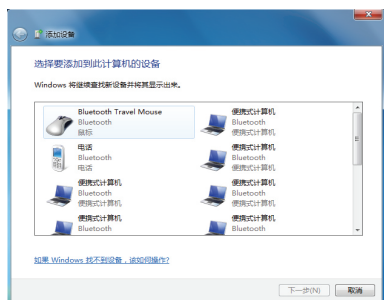 添加设备
选择要添加到此计算机的设备
Windows 将继续查找新设备并将其显示出来。
Bluetooth Travel Mouse
Bluetooth
鼠标
便携式计算机
Bluetooth
便携式计算机
电话
Bluetooth
电话
便携式计算机
Bluetooth
便携式计算机
便携式计算机
Bluetooth
便携式计算机
便携式计算机
Bluetooth
便携式计算机
便携式计算机
Bluetooth
便携式计算机
Bluetooth
如果 Windows 找不到设备，该如何操作?
下一步(N)
取消